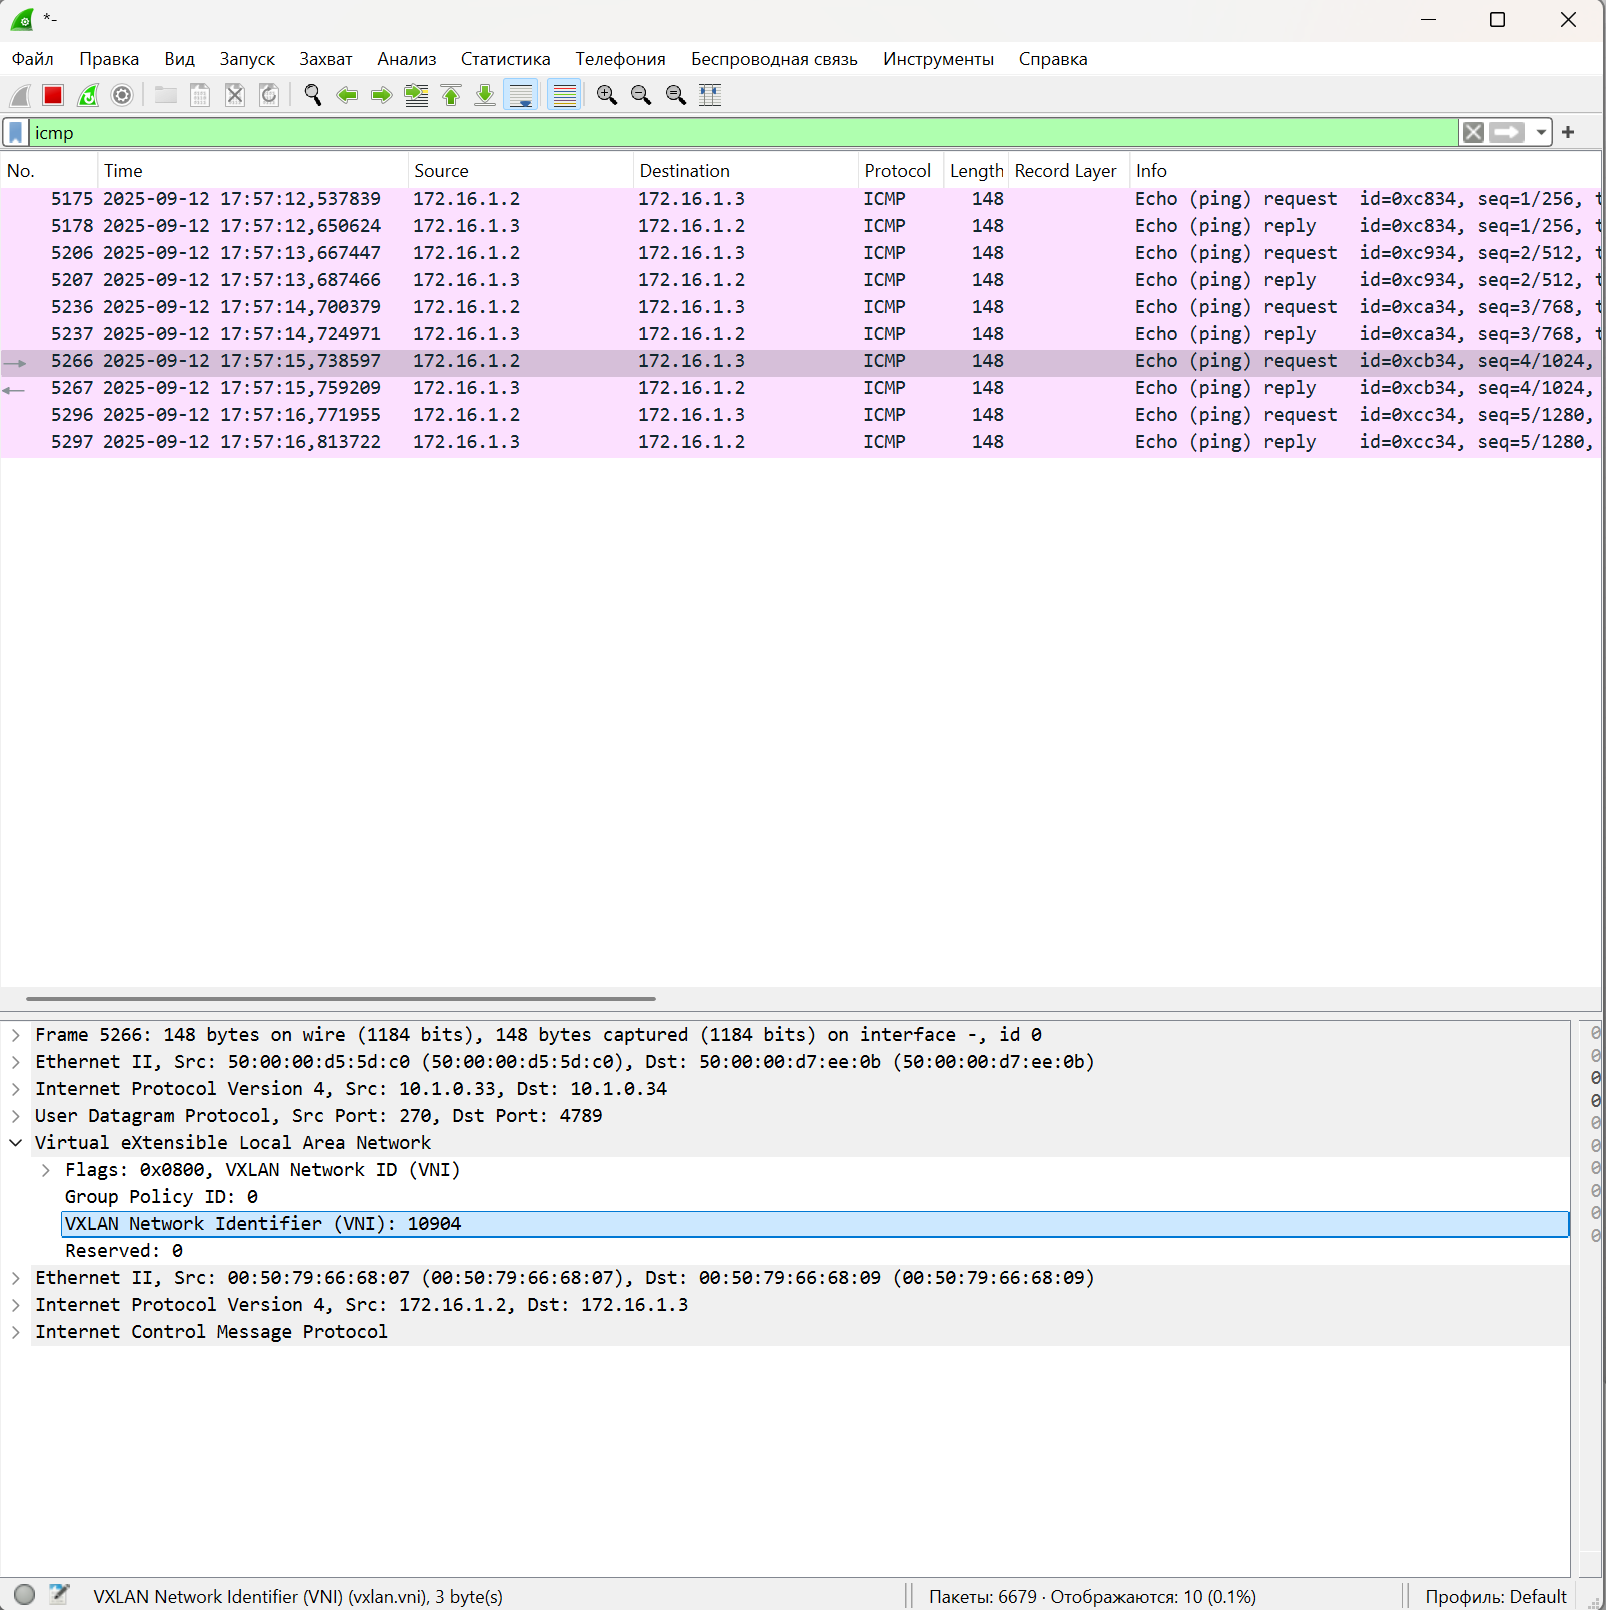 *-
Файл Правка Вид Запуск Захват Анализ Статистика Телефония Беспроводная связь Инструменты Справка
icmp
No. Time Source Destination Protocol Length Record Layer Info
5175 2025-09-12 17:57:12,537839 172.16.1.2 172.16.1.3 ICMP 148 Echo (ping) request id=0xc834, seq=1/256, t
5178 2025-09-12 17:57:12,650624 172.16.1.3 172.16.1.2 ICMP 148 Echo (ping) reply id=0xc834, seq=1/256, t
5206 2025-09-12 17:57:13,667447 172.16.1.2 172.16.1.3 ICMP 148 Echo (ping) request id=0xc934, seq=2/512, t
5207 2025-09-12 17:57:13,687466 172.16.1.3 172.16.1.2 ICMP 148 Echo (ping) reply id=0xc934, seq=2/512, t
5236 2025-09-12 17:57:14,700379 172.16.1.2 172.16.1.3 ICMP 148 Echo (ping) request id=0xca34, seq=3/768, t
5237 2025-09-12 17:57:14,724971 172.16.1.3 172.16.1.2 ICMP 148 Echo (ping) reply id=0xca34, seq=3/768, t
5266 2025-09-12 17:57:15,738597 172.16.1.2 172.16.1.3 ICMP 148 Echo (ping) request id=0xcb34, seq=4/1024,
5267 2025-09-12 17:57:15,759209 172.16.1.3 172.16.1.2 ICMP 148 Echo (ping) reply id=0xcb34, seq=4/1024,
5296 2025-09-12 17:57:16,771955 172.16.1.2 172.16.1.3 ICMP 148 Echo (ping) request id=0xcc34, seq=5/1280,
5297 2025-09-12 17:57:16,813722 172.16.1.3 172.16.1.2 ICMP 148 Echo (ping) reply id=0xcc34, seq=5/1280,
Frame 5266: 148 bytes on wire (1184 bits), 148 bytes captured (1184 bits) on interface -, id 0
Ethernet II, Src: 50:00:00:d5:5d:c0 (50:00:00:d5:5d:c0), Dst: 50:00:00:d7:ee:0b (50:00:00:d7:ee:0b)
Internet Protocol Version 4, Src: 10.1.0.33, Dst: 10.1.0.34
User Datagram Protocol, Src Port: 270, Dst Port: 4789
Virtual eXtensible Local Area Network
Flags: 0x0800, VXLAN Network ID (VNI)
Group Policy ID: 0
VXLAN Network Identifier (VNI): 10904
Reserved: 0
Ethernet II, Src: 00:50:79:66:68:07 (00:50:79:66:68:07), Dst: 00:50:79:66:68:09 (00:50:79:66:68:09)
Internet Protocol Version 4, Src: 172.16.1.2, Dst: 172.16.1.3
Internet Control Message Protocol
VXLAN Network Identifier (VNI) (vxlan.vni), 3 byte(s) Пакеты: 6679 · Отображаются: 10 (0.1%) Профиль: Default